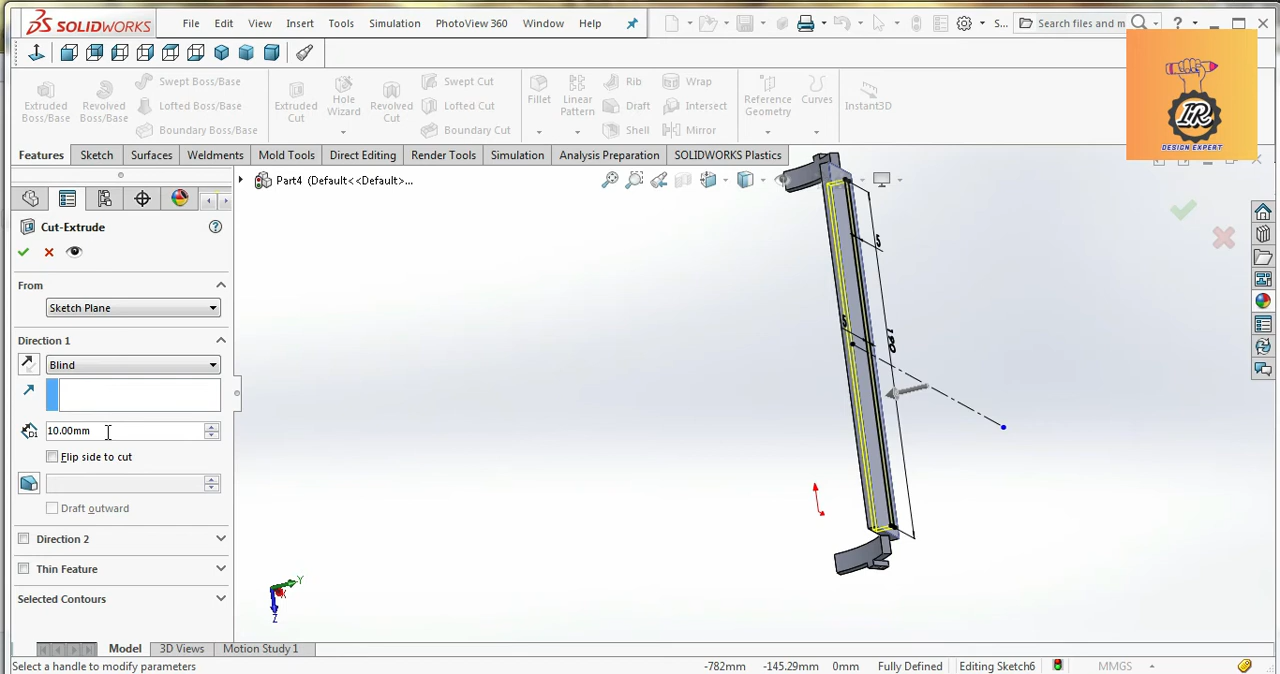 3S SOLIDWORKS File Edit View Insert Tools Simulation PhotoView 360 Window Help S... Search files and m ?
Extruded Boss/Base Revolved Boss/Base Swept Boss/Base Lofted Boss/Base Boundary Boss/Base Extruded Cut Hole Wizard Revolved Cut Swept Cut Lofted Cut Boundary Cut Fillet Linear Pattern Rib Draft Shell Wrap Intersect Mirror Reference Geometry Curves Instant3D
IR
DESIGN EXPERT
Features Sketch Surfaces Weldments Mold Tools Direct Editing Render Tools Simulation Analysis Preparation SOLIDWORKS Plastics
Part4 (Default<<Default>...
Cut-Extrude ?
From
Sketch Plane
Direction 1
Blind
D1 10.00mm
Flip side to cut
Draft outward
Direction 2
Thin Feature
Selected Contours
5
5
190
Y
X
Z
Model 3D Views Motion Study 1
Select a handle to modify parameters -782mm -145.29mm 0mm Fully Defined Editing Sketch6 MMGS